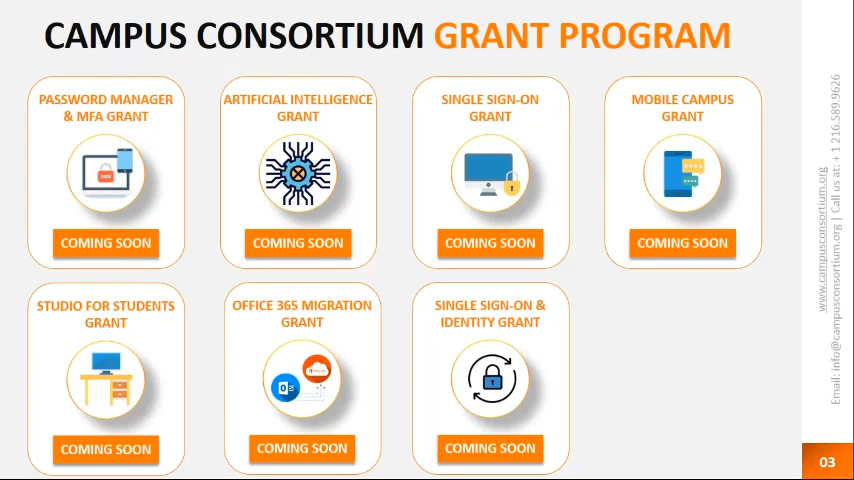 CAMPUS CONSORTIUM GRANT PROGRAM
PASSWORD MANAGER
& MFA GRANT
COMING SOON
ARTIFICIAL INTELLIGENCE
GRANT
COMING SOON
SINGLE SIGN-ON
GRANT
COMING SOON
MOBILE CAMPUS
GRANT
COMING SOON
STUDIO FOR STUDENTS
GRANT
COMING SOON
OFFICE 365 MIGRATION
GRANT
COMING SOON
SINGLE SIGN-ON &
IDENTITY GRANT
COMING SOON
www.campusconsortium.org
Email: info@campusconsortium.org | Call us at: + 1 216.589.9626
03